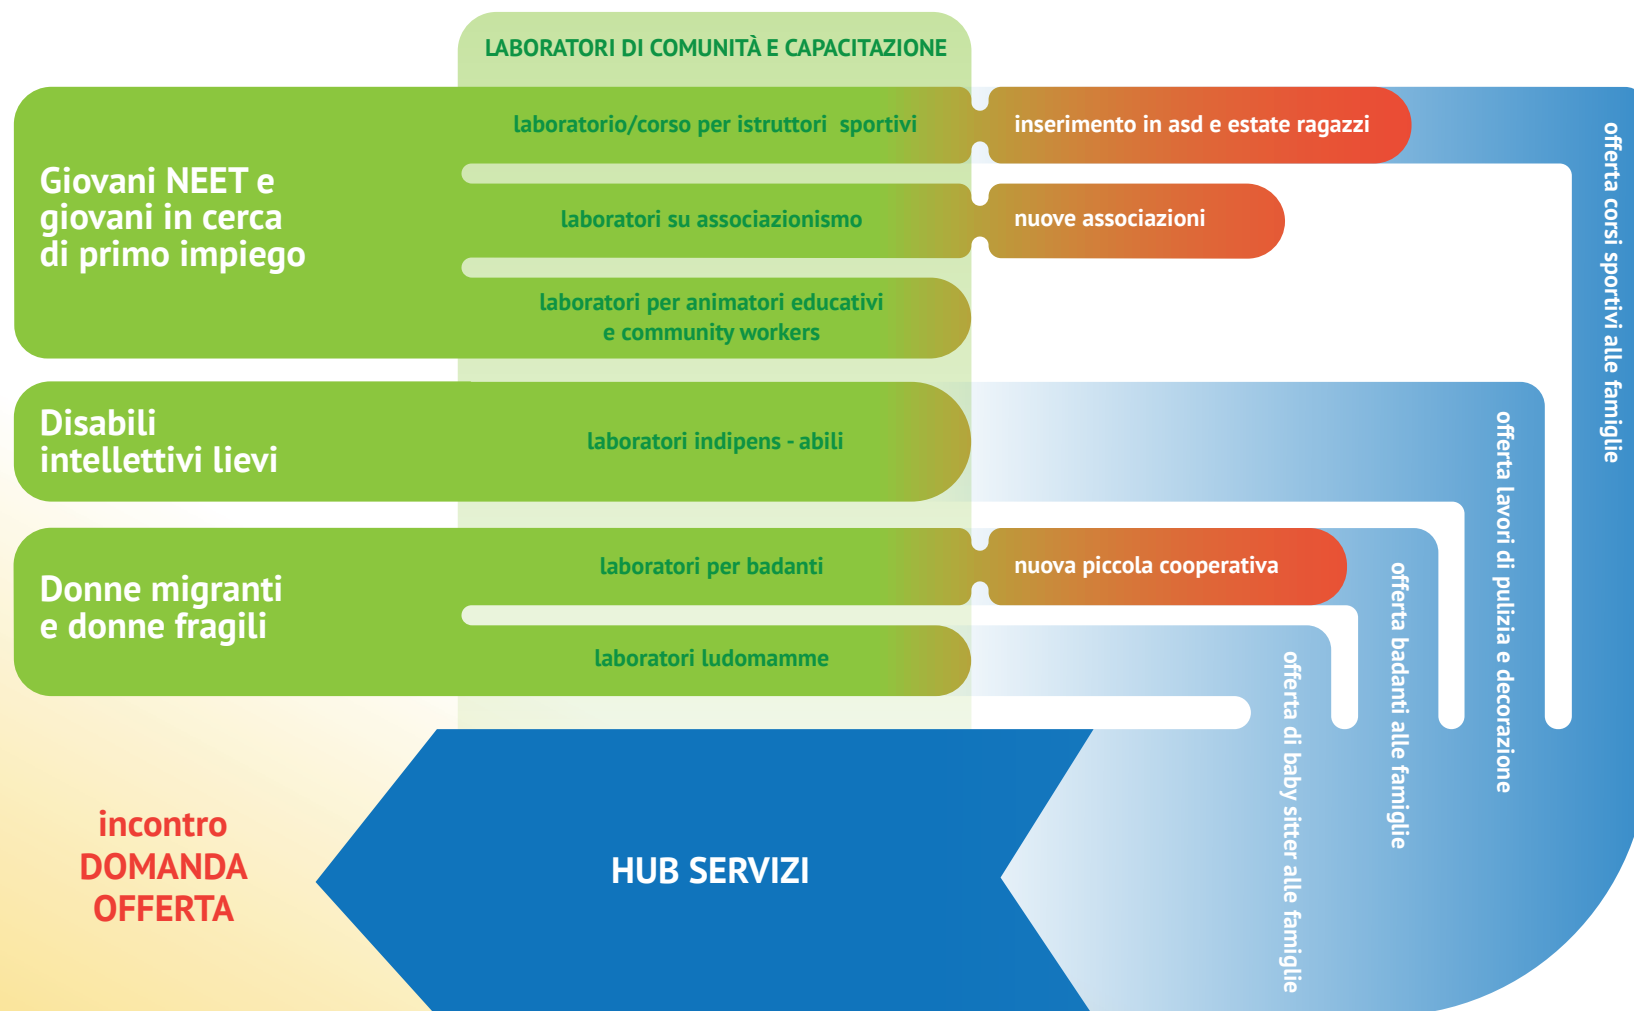 LABORATORI DI COMUNITÀ E CAPACITAZIONE
Giovani NEET e
giovani in cerca
di primo impiego
laboratorio/corso per istruttori sportivi
inserimento in asd e estate ragazzi
laboratori su associazionismo
nuove associazioni
laboratori per animatori educativi
e community workers
Disabili
intellettivi lievi
laboratori indipens - abili
Donne migranti
e donne fragili
laboratori per badanti
nuova piccola cooperativa
laboratori ludomamme
offerta di baby sitter alle famiglie
offerta badanti alle famiglie
offerta lavori di pulizia e decorazione
offerta corsi sportivi alle famiglie
HUB SERVIZI
incontro
DOMANDA
OFFERTA